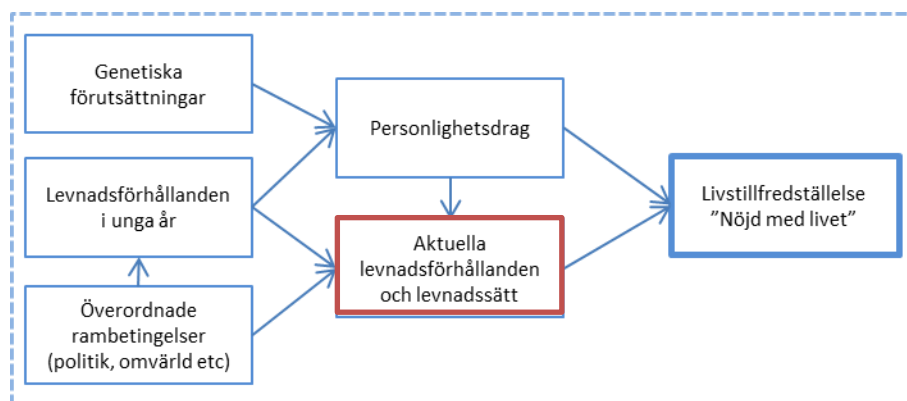 Genetiska
förutsättningar
Personlighetsdrag
Levnadsförhållanden
i unga år
Livstillfredställelse
”Nöjd med livet”
Aktuella
levnadsförhållanden
och levnadssätt
Överordnade
rambetingelser
(politik, omvärld etc)